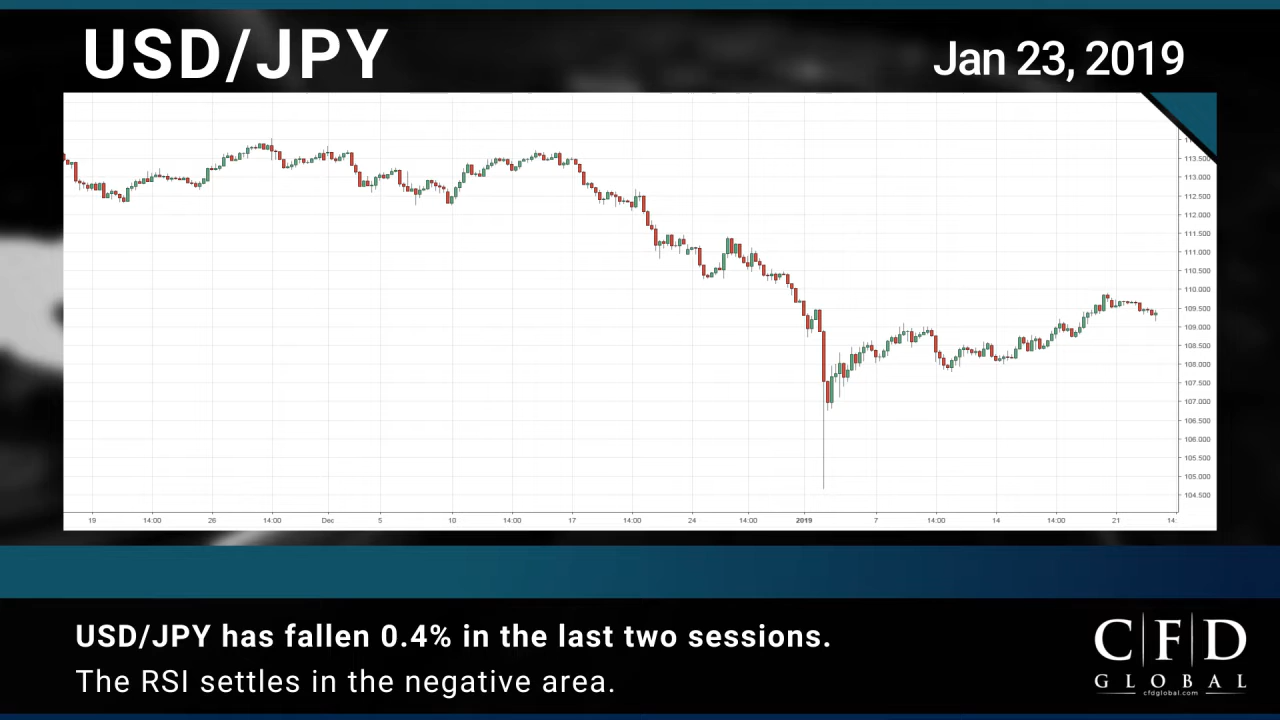 USD/JPY
Jan 23, 2019
113.500
113.000
112.500
112.000
111.500
111.000
110.500
110.000
109.500
109.000
108.500
108.000
107.500
107.000
106.500
106.000
105.500
105.000
104.500
19 14:00 26 14:00 Dec 5 10 14:00 17 14:00 24 14:00 2019 7 14:00 14 14:00 21 14:
USD/JPY has fallen 0.4% in the last two sessions.
The RSI settles in the negative area.
CFD
GLOBAL
cfdglobal.com